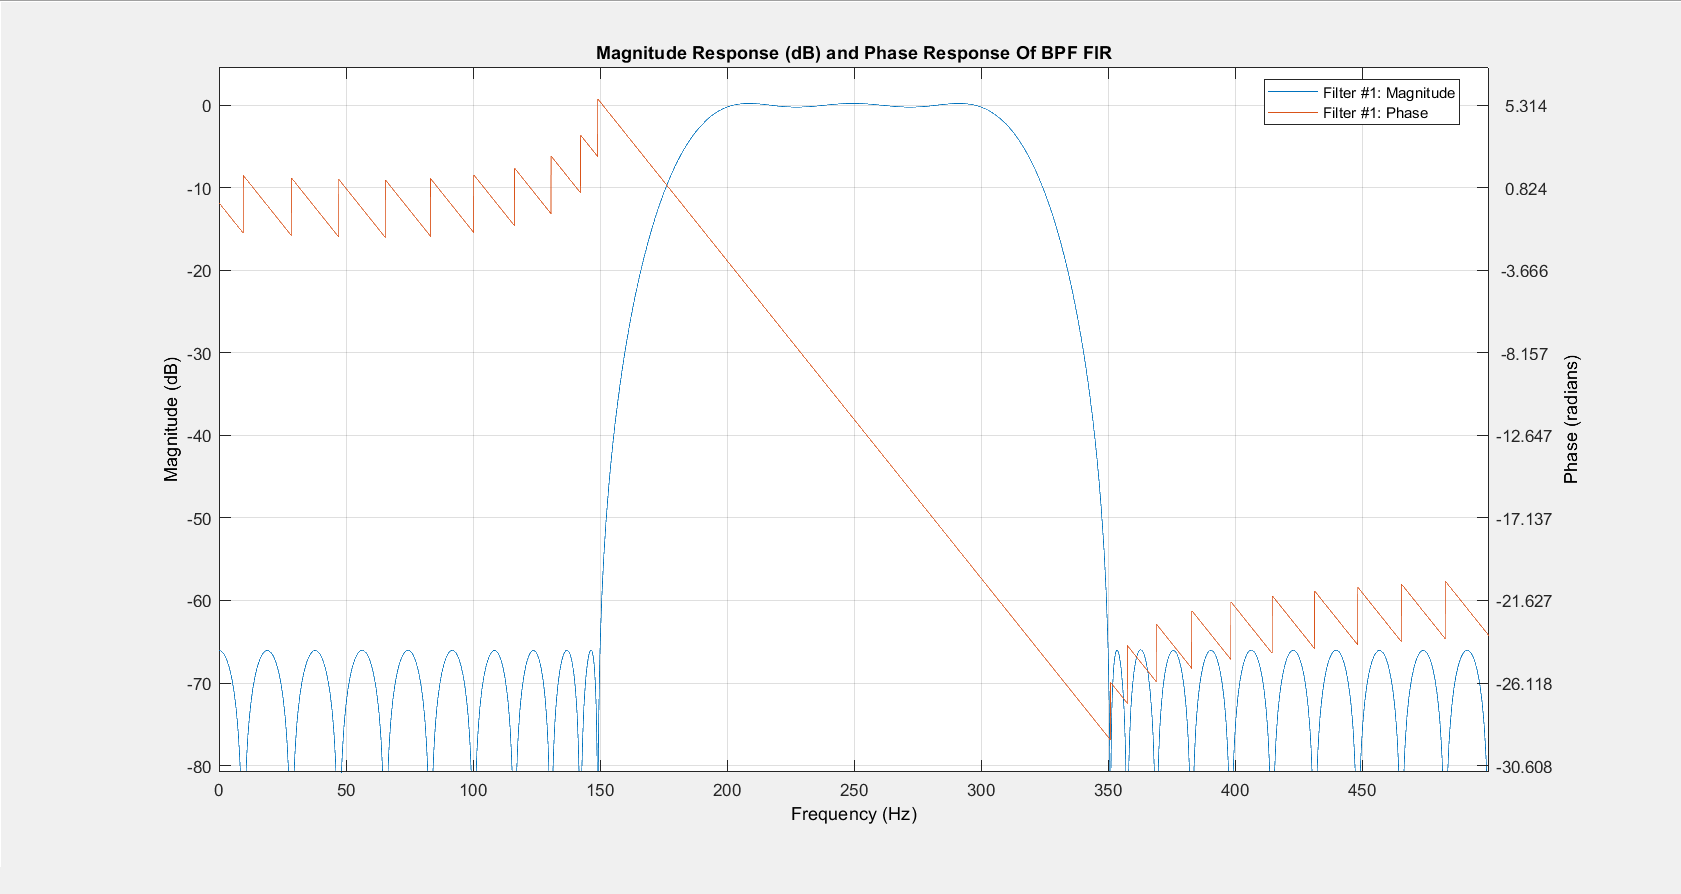 Magnitude Response (dB) and Phase Response Of BPF FIR
Filter #1: Magnitude
Filter #1: Phase
0
-10
-20
-30
-40
-50
-60
-70
-80
Magnitude (dB)
5.314
0.824
-3.666
-8.157
-12.647
-17.137
-21.627
-26.118
-30.608
Phase (radians)
0 50 100 150 200 250 300 350 400 450
Frequency (Hz)